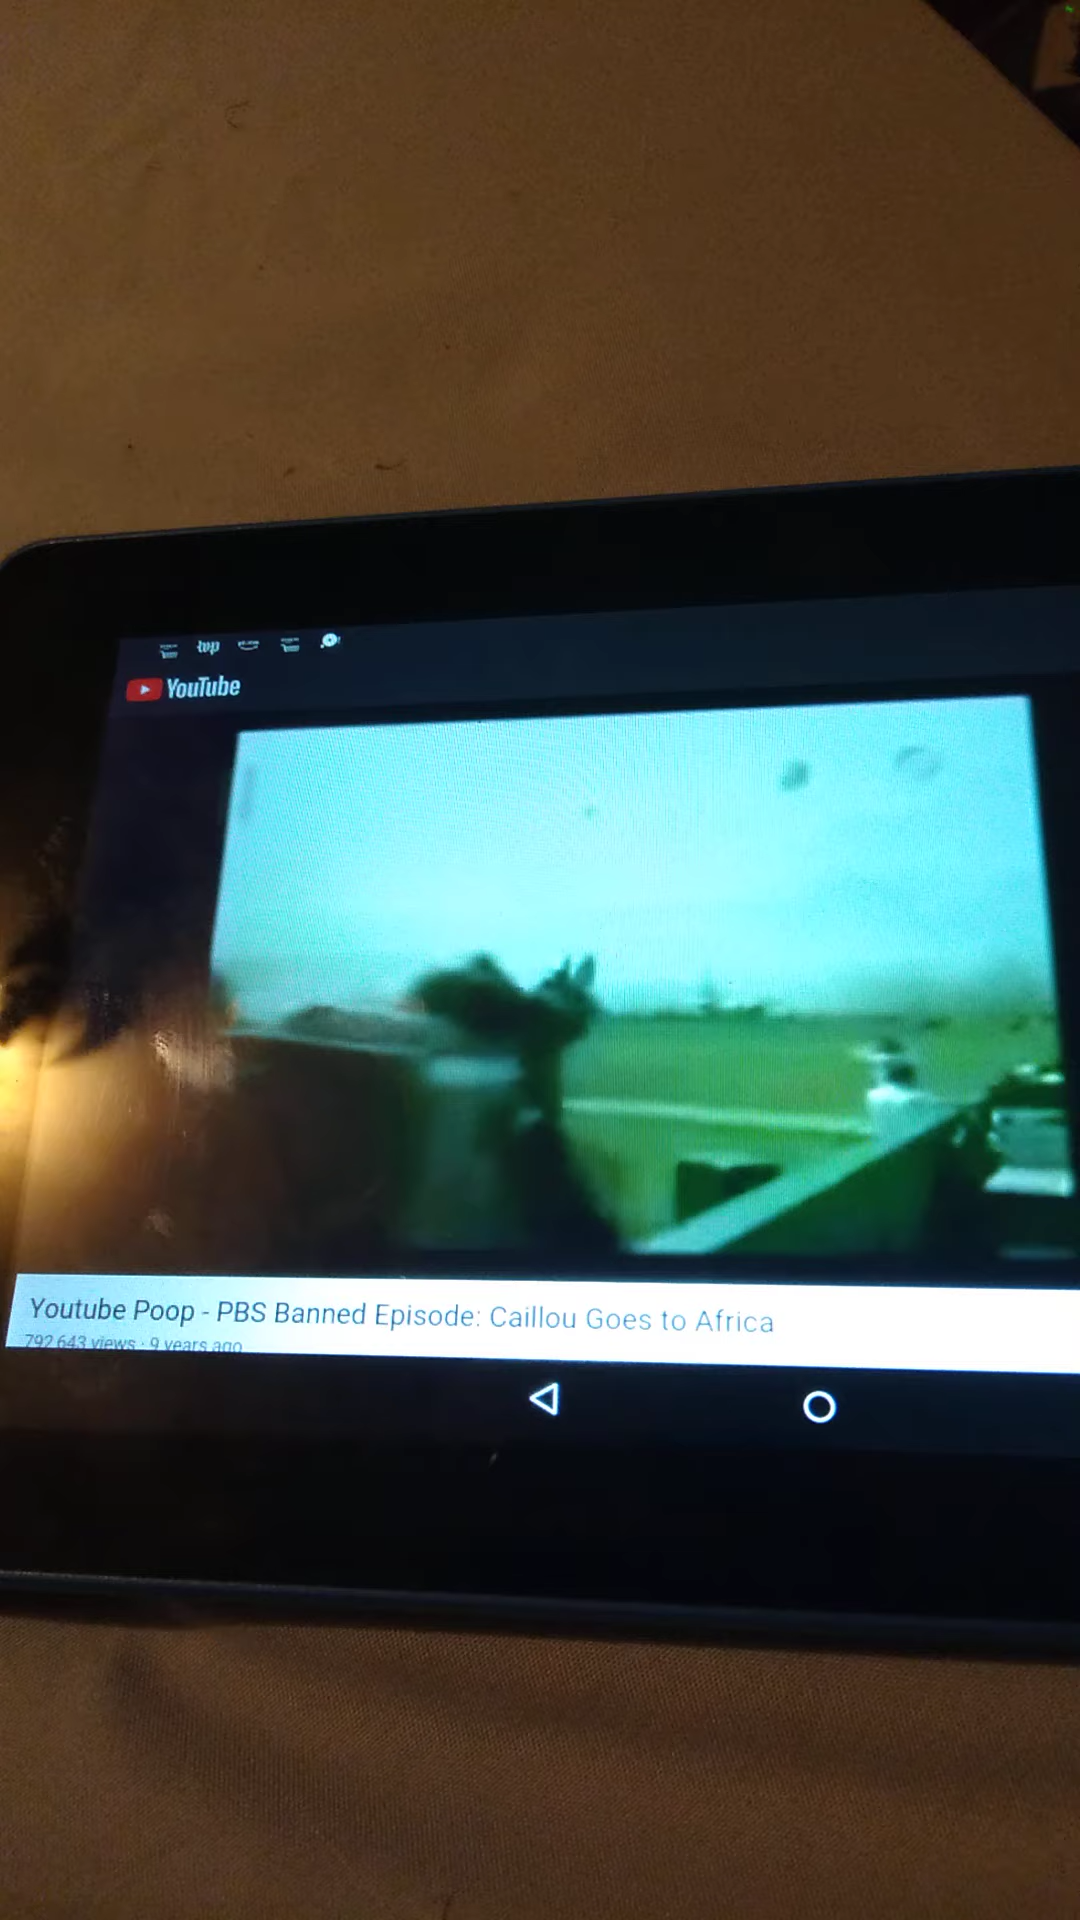 YouTube
Youtube Poop - PBS Banned Episode: Caillou Goes to Africa
792,643 views · 9 years ago